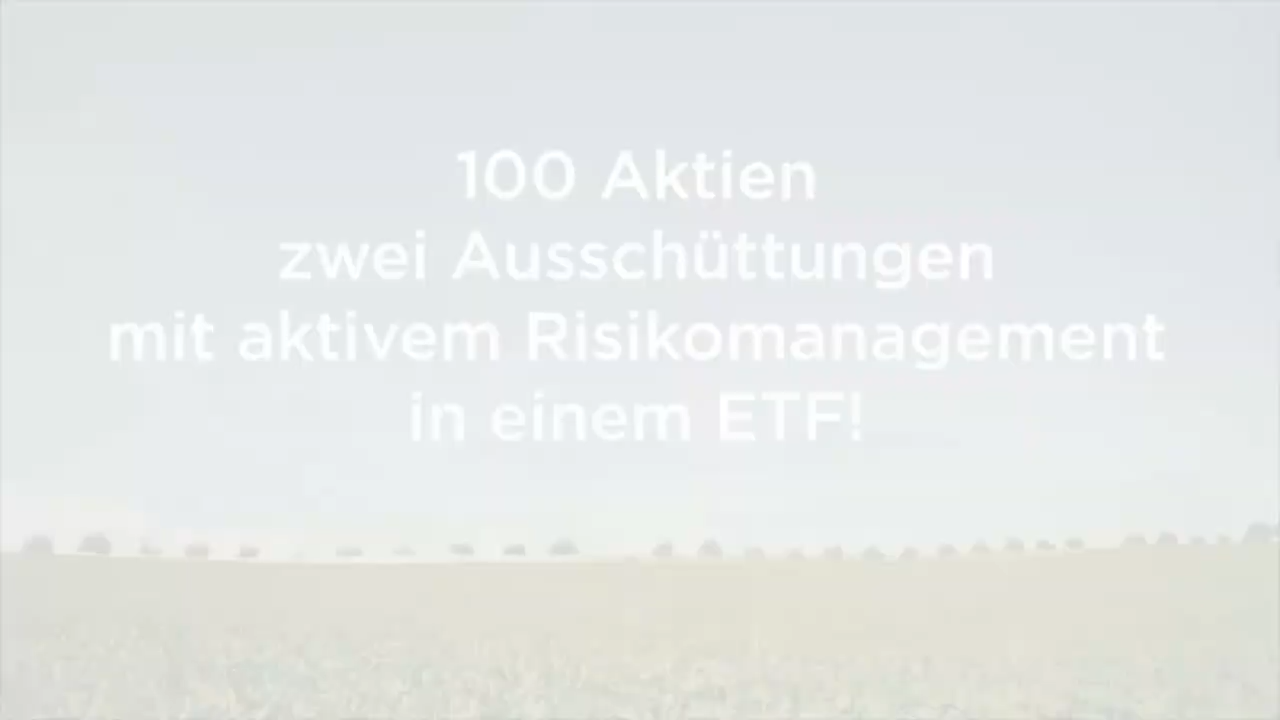 100 Aktien
zwei Ausschüttungen
mit aktivem Risikomanagement
in einem ETF!